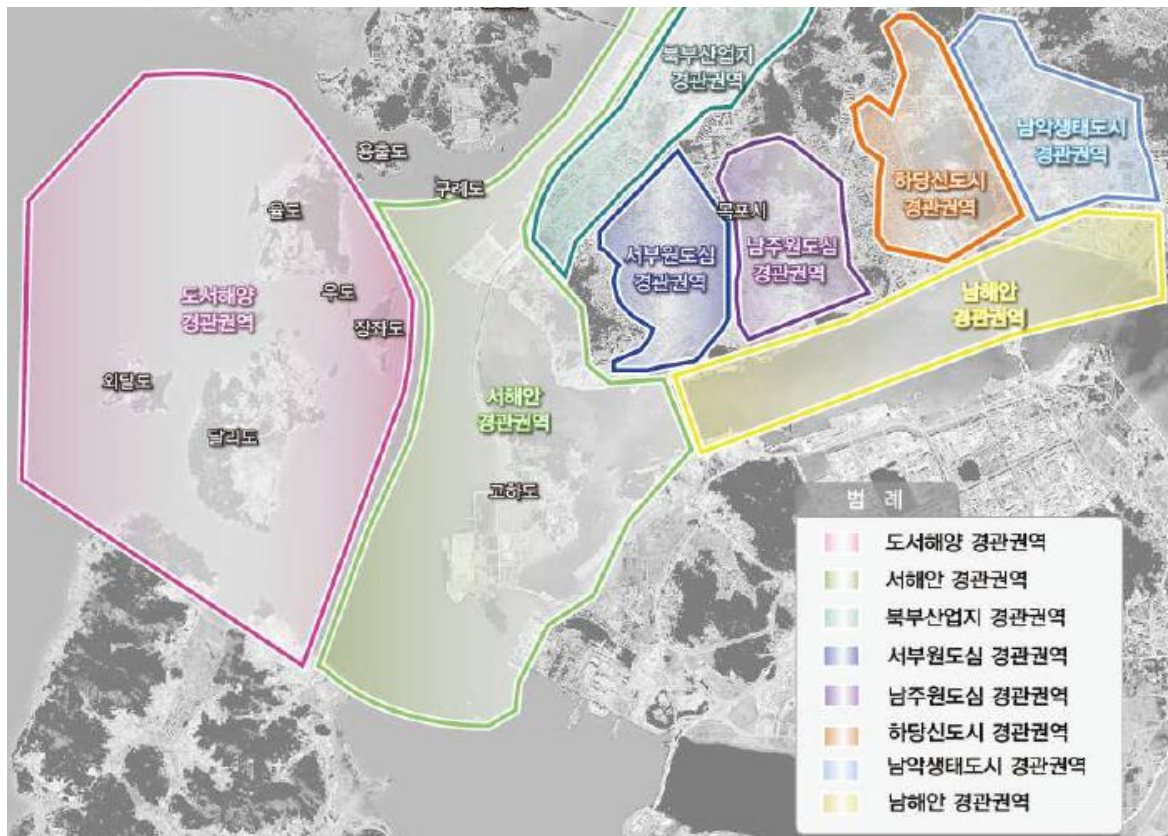 북부산업지
경관권역
용출도
구례도
율도
도서해양
경관권역
우도
장좌도
외달도
달리도
서해안
경관권역
고하도
서부원도심
경관권역
목포시
남주원도심
경관권역
하당신도시
경관권역
남악생태도시
경관권역
남해안
경관권역
범 례
도서해양 경관권역
서해안 경관권역
북부산업지 경관권역
서부원도심 경관권역
남주원도심 경관권역
하당신도시 경관권역
남악생태도시 경관권역
남해안 경관권역